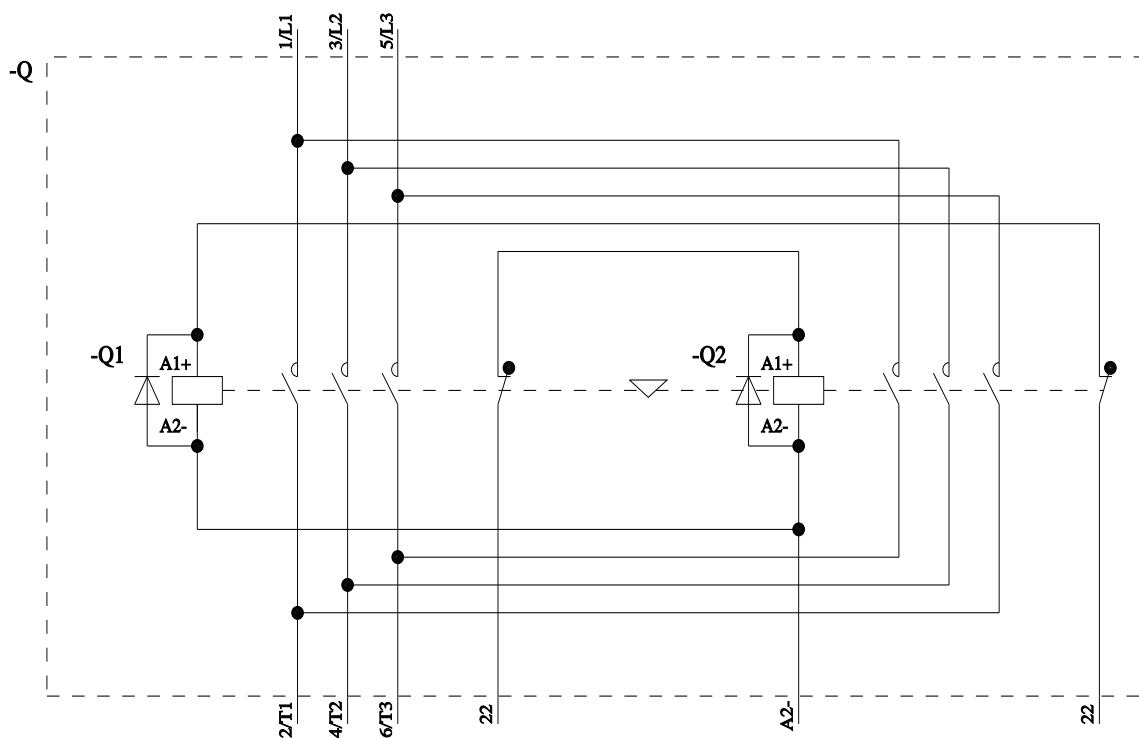 1/L1
3/L2
5/L3
-Q
-Q1
A1+
A2-
-Q2
A1+
A2-
2/T1
4/T2
6/T3
22
A2-
22